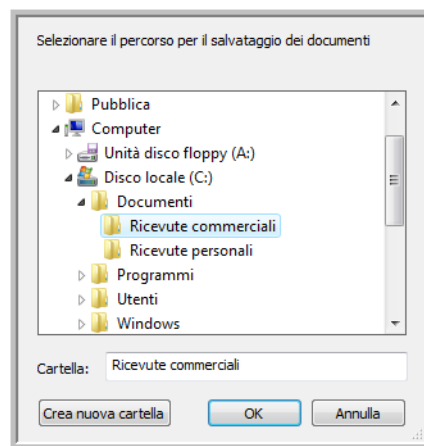 Selezionare il percorso per il salvataggio dei documenti
Pubblica
Computer
Unità disco floppy (A:)
Disco locale (C:)
Documenti
Ricevute commerciali
Ricevute personali
Programmi
Utenti
Windows
Cartella: Ricevute commerciali
Crea nuova cartella OK Annulla